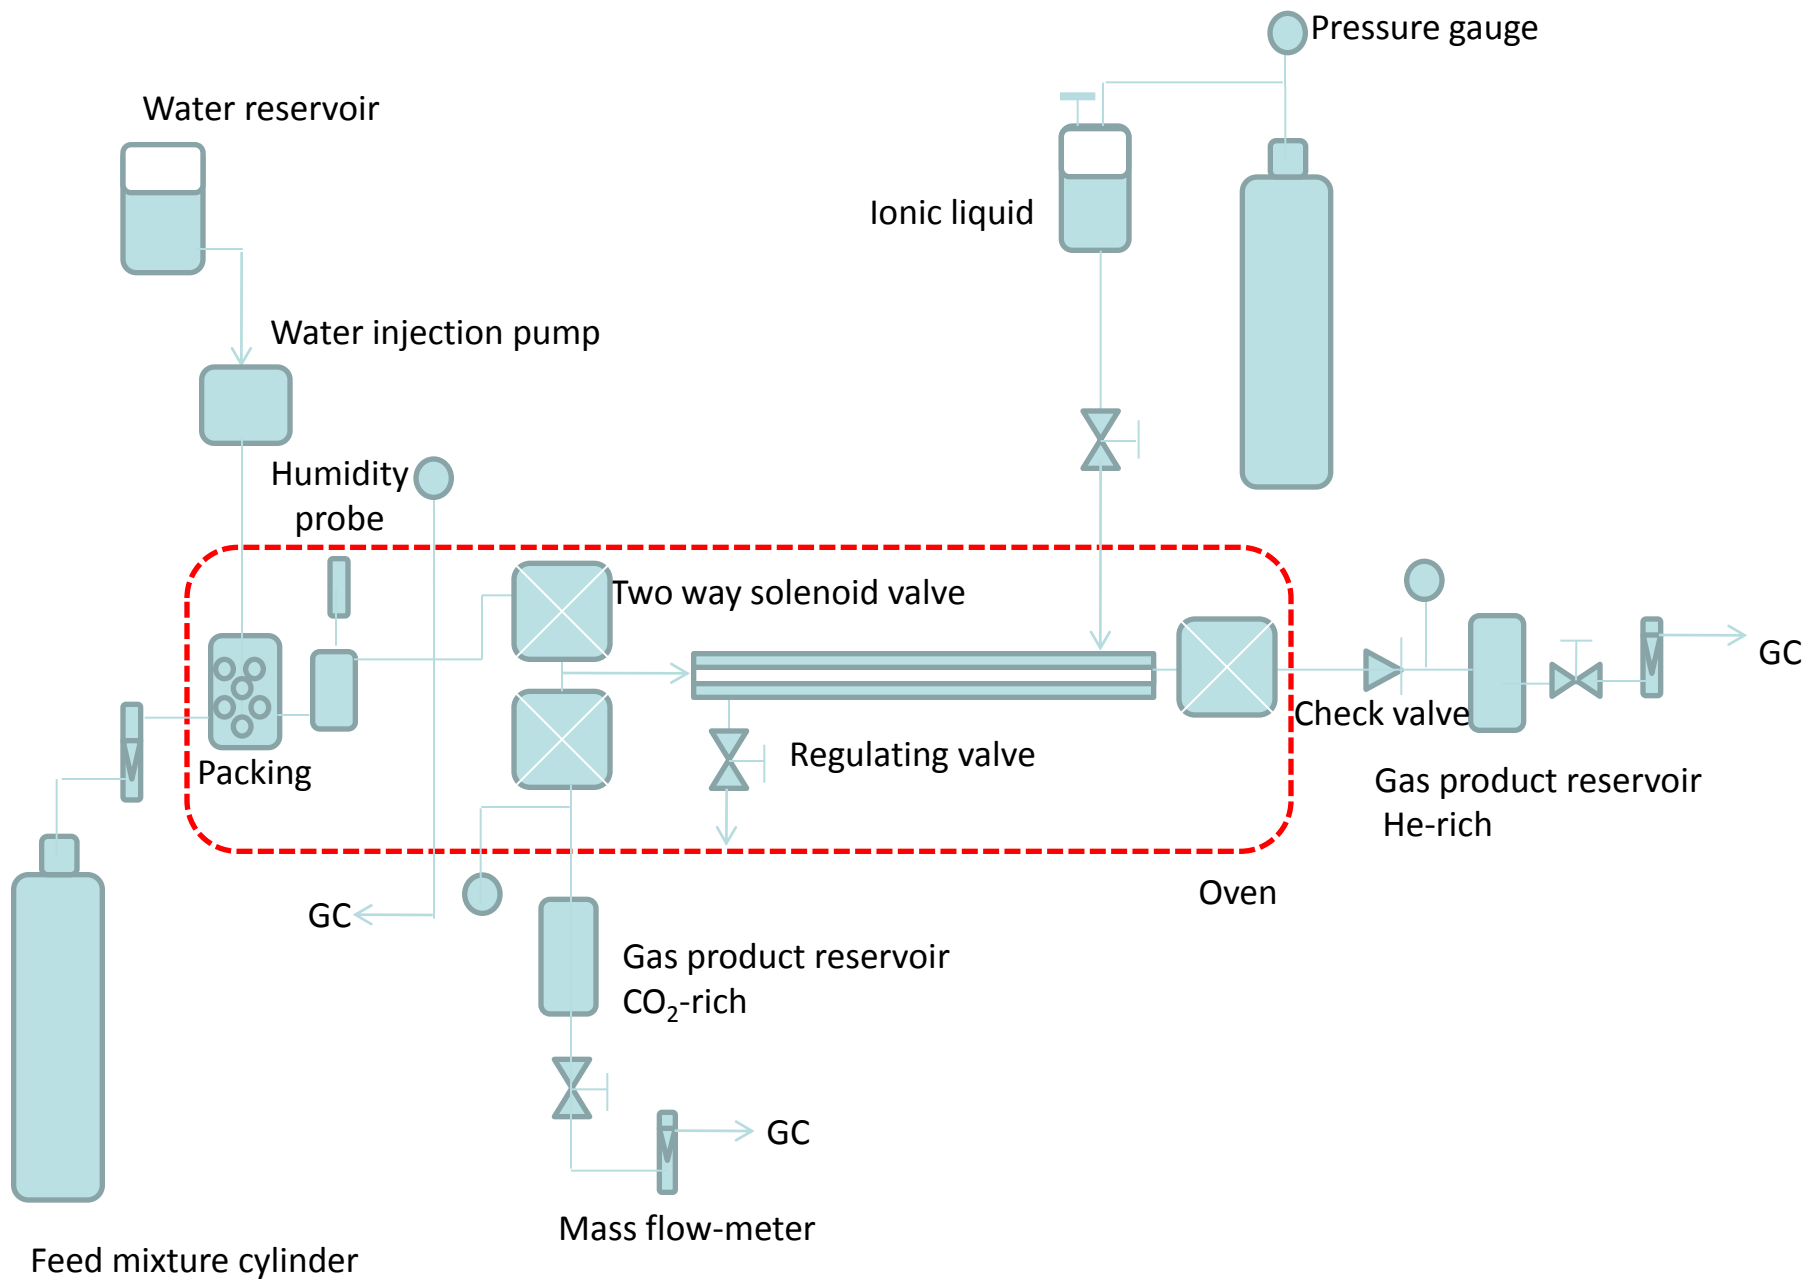 Pressure gauge
Water reservoir
Ionic liquid
Water injection pump
Humidity
probe
Two way solenoid valve
GC
Check valve
Regulating valve
Packing
Gas product reservoir
He-rich
Oven
GC
Gas product reservoir
CO₂-rich
GC
Mass flow-meter
Feed mixture cylinder